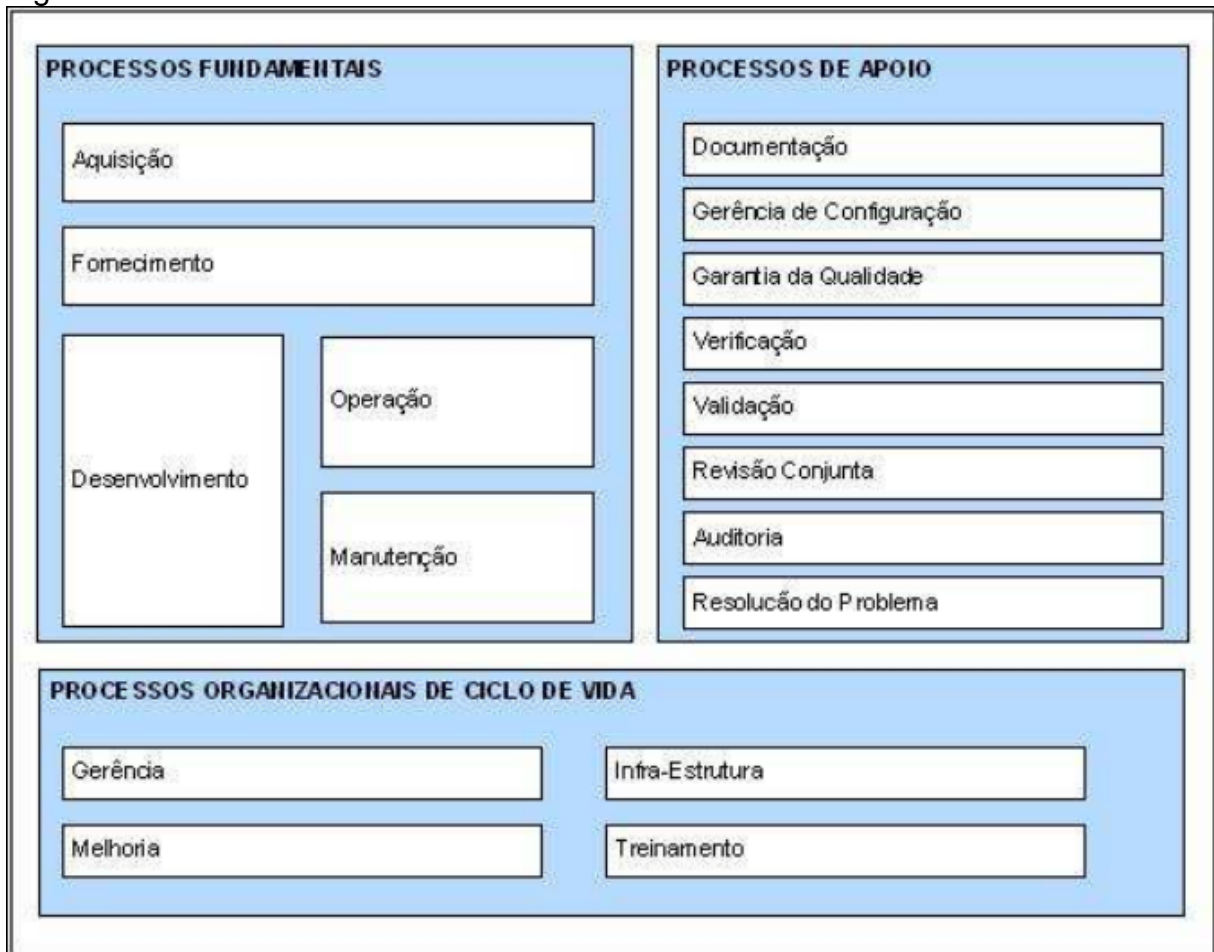 PROCESSOS FUNDAMENTAIS
Aquisição
Fornecimento
Desenvolvimento
Operação
Manutenção
PROCESSOS DE APOIO
Documentação
Gerência de Configuração
Garantia da Qualidade
Verificação
Validação
Revisão Conjunta
Auditoria
Resolucão do Problema
PROCESSOS ORGANIZACIONAIS DE CICLO DE VIDA
Gerência
Infra-Estrutura
Melhoria
Treinamento